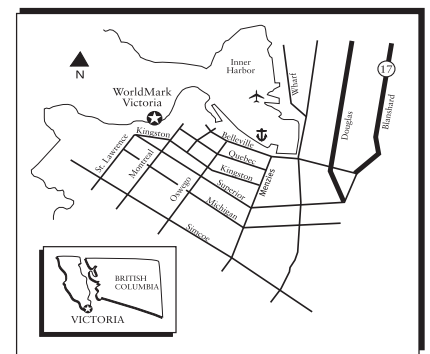 N
Inner
Harbor
WorldMark
Victoria
Wharf
17
Blanshard
Douglas
Kingston
Belleville
St. Lawrence
Montreal
Quebec
Kingston
Menzies
Oswego
Superior
Michigan
Simcoe
BRITISH
COLUMBIA
VICTORIA